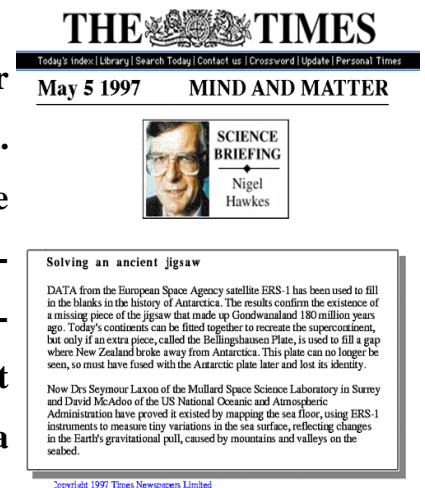 THE TIMES
Today's index | Library | Search Today | Contact us | Crossword | Update | Personal Times
May 5 1997 MIND AND MATTER
SCIENCE
BRIEFING
Nigel
Hawkes
Solving an ancient jigsaw
DATA from the European Space Agency satellite ERS-1 has been used to fill
in the blanks in the history of Antarctica. The results confirm the existence of
a missing piece of the jigsaw that made up Gondwanaland 180 million years
ago. Today's continents can be fitted together to recreate the supercontinent,
but only if an extra piece, called the Bellingshausen Plate, is used to fill a gap
where New Zealand broke away from Antarctica. This plate can no longer be
seen, so must have fused with the Antarctic plate later and lost its identity.
Now Drs Seymour Laxon of the Mullard Space Science Laboratory in Surrey
and David McAdoo of the US National Oceanic and Atmospheric
Administration have proved it existed by mapping the sea floor, using ERS-1
instruments to measure tiny variations in the sea surface, reflecting changes
in the Earth's gravitational pull, caused by mountains and valleys on the
seabed.
Copyright 1997 Times Newspapers Limited